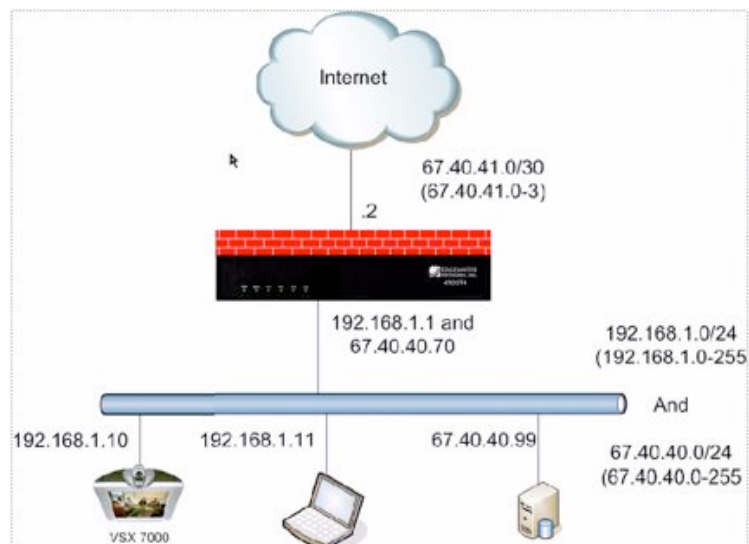 Internet
67.40.41.0/30
(67.40.41.0-3)
.2
192.168.1.1 and
67.40.40.70
192.168.1.0/24
(192.168.1.0-255
And
192.168.1.10
192.168.1.11
67.40.40.99
67.40.40.0/24
(67.40.40.0-255
VSX 7000